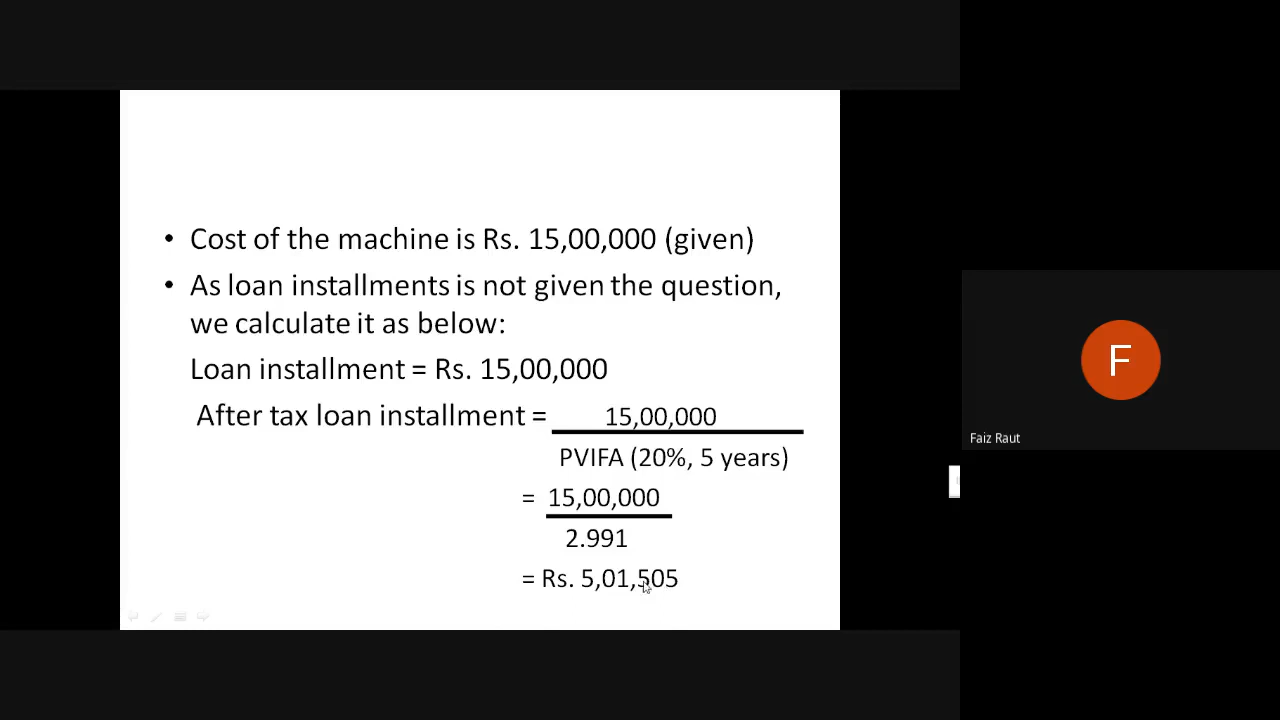 • Cost of the machine is Rs. 15,00,000 (given)
• As loan installments is not given the question,
we calculate it as below:
Loan installment = Rs. 15,00,000
After tax loan installment = 15,00,000
PVIFA (20%, 5 years)
= 15,00,000
2.991
= Rs. 5,01,505
F
Faiz Raut